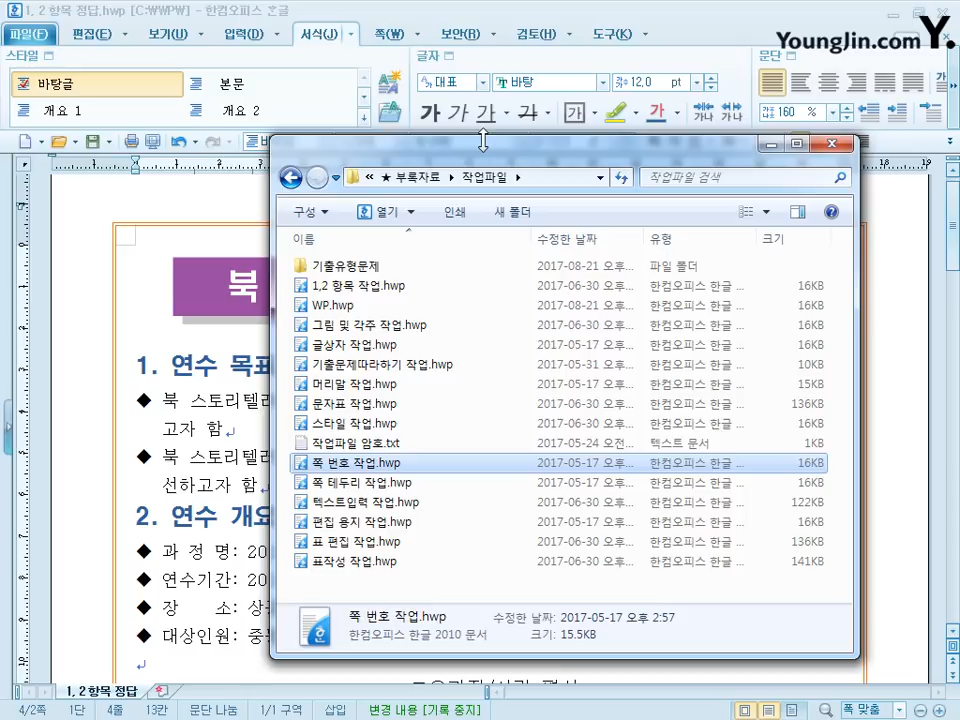 1, 2 항목 정답.hwp [C:\WPW] - 한컴오피스 한글
파일(F) 편집(E) 보기(U) 입력(D) 서식(J) 쪽(W) 보안(R) 검토(H) 도구(K)
YoungJin.com Y.
스타일 글자 문단
바탕글 본문 대표 바탕 12.0 pt
개요 1 개요 2 가 가 가 가 가 가 160 %
« ★ 부록자료 ▸ 작업파일 ▸ 작업파일 검색
구성 열기 인쇄 새 폴더
이름 수정한 날짜 유형 크기
기출유형문제 2017-08-21 오후... 파일 폴더
1,2 항목 작업.hwp 2017-06-30 오후... 한컴오피스 한글 ... 16KB
WP.hwp 2017-08-21 오후... 한컴오피스 한글 ... 16KB
그림 및 각주 작업.hwp 2017-06-30 오후... 한컴오피스 한글 ... 16KB
글상자 작업.hwp 2017-05-17 오후... 한컴오피스 한글 ... 16KB
기출문제따라하기 작업.hwp 2017-05-31 오후... 한컴오피스 한글 ... 10KB
머리말 작업.hwp 2017-05-17 오후... 한컴오피스 한글 ... 15KB
문자표 작업.hwp 2017-06-30 오후... 한컴오피스 한글 ... 136KB
스타일 작업.hwp 2017-06-30 오후... 한컴오피스 한글 ... 16KB
작업파일 암호.txt 2017-05-24 오전... 텍스트 문서 1KB
쪽 번호 작업.hwp 2017-05-17 오후... 한컴오피스 한글 ... 16KB
쪽 테두리 작업.hwp 2017-05-17 오후... 한컴오피스 한글 ... 16KB
텍스트입력 작업.hwp 2017-06-30 오후... 한컴오피스 한글 ... 122KB
편집 용지 작업.hwp 2017-05-17 오후... 한컴오피스 한글 ... 16KB
표 편집 작업.hwp 2017-06-30 오후... 한컴오피스 한글 ... 136KB
표작성 작업.hwp 2017-06-30 오후... 한컴오피스 한글 ... 141KB
쪽 번호 작업.hwp 수정한 날짜: 2017-05-17 오후 2:57
한컴오피스 한글 2010 문서 크기: 15.5KB
북
1. 연수 목표
◆ 북 스토리텔러
고자 함
◆ 북 스토리텔
선하고자 함
2. 연수 개요
◆ 과 정 명: 20
◆ 연수기간: 20
◆ 장 소: 상공
◆ 대상인원: 중등
1, 2 항목 정답
4/2쪽 1단 4줄 13칸 문단 나눔 1/1 구역 삽입 변경 내용 [기록 중지] 폭 맞춤